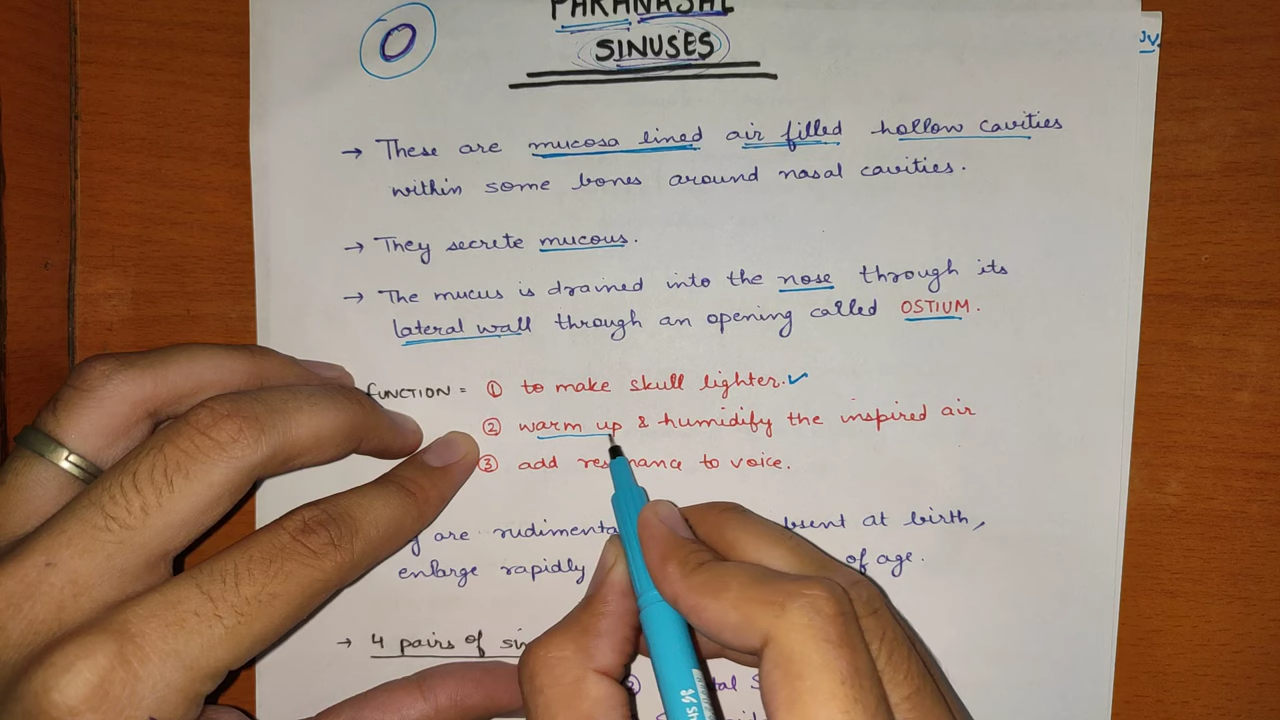 PARANASAL
SINUSES
→ These are mucosa lined air filled hollow cavities
within some bones around nasal cavities.
→ They secrete mucous.
→ The mucus is drained into the nose through its
lateral wall through an opening called OSTIUM.
FUNCTION = ① to make skull lighter. ✓
② warm up & humidify the inspired air
③ add resonance to voice.
are at birth,
enlarge rapidly of age.
→ 4 pairs of